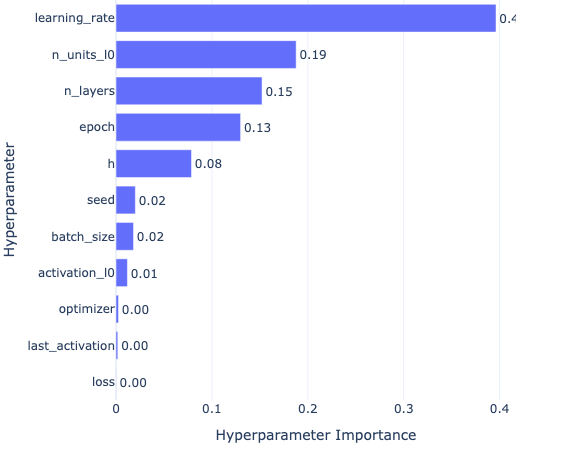 learning_rate 0.4
n_units_l0 0.19
n_layers 0.15
epoch 0.13
h 0.08
seed 0.02
batch_size 0.02
activation_l0 0.01
optimizer 0.00
last_activation 0.00
loss 0.00
0 0.1 0.2 0.3 0.4
Hyperparameter Importance
Hyperparameter